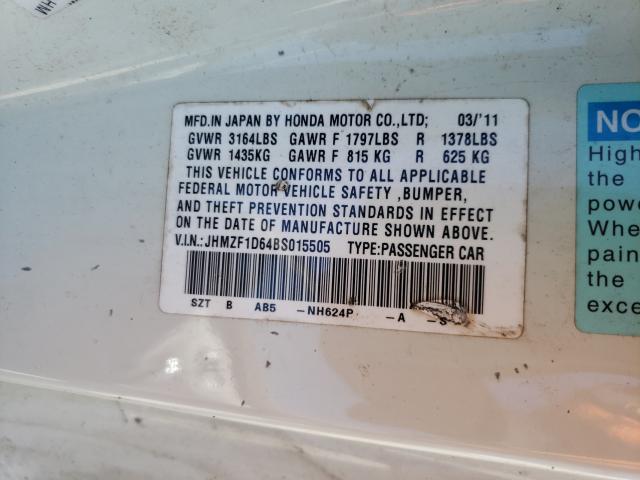 HM
MFD.IN JAPAN BY HONDA MOTOR CO.,LTD; 03/'11
GVWR 3164LBS GAWR F 1797LBS R 1378LBS
GVWR 1435KG GAWR F 815 KG R 625 KG
THIS VEHICLE CONFORMS TO ALL APPLICABLE
FEDERAL MOTOR VEHICLE SAFETY ,BUMPER,
AND THEFT PREVENTION STANDARDS IN EFFECT
ON THE DATE OF MANUFACTURE SHOWN ABOVE.
V.I.N.:JHMZF1D64BS015505 TYPE:PASSENGER CAR
SZT B AB5 -NH624P -A -S
NO
High
the
powe
Whe
pain
the
exce